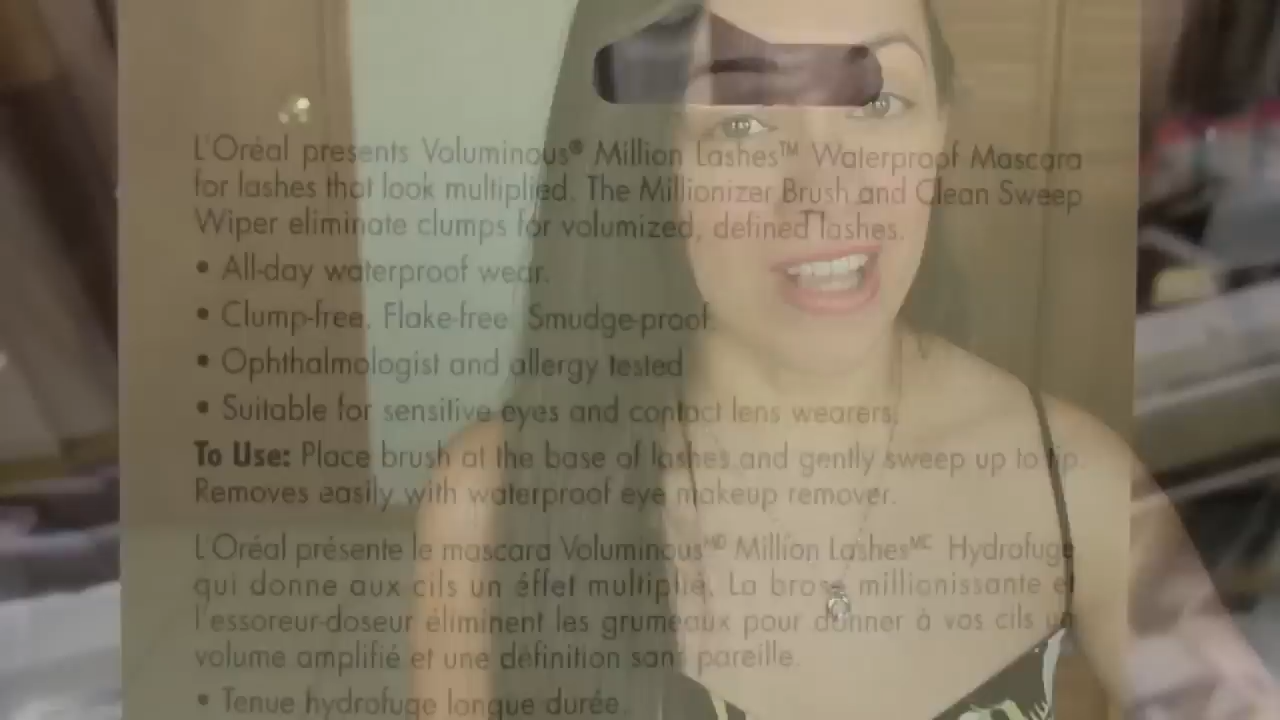 L'Oréal presents Voluminous® Million Lashes™ Waterproof Mascara
for lashes that look multiplied. The Millionizer Brush and Clean Sweep
Wiper eliminate clumps for volumized, defined lashes.
• All-day waterproof wear.
• Clump-free. Flake-free. Smudge-proof.
• Ophthalmologist and allergy tested.
• Suitable for sensitive eyes and contact lens wearers.
To Use: Place brush at the base of lashes and gently sweep up to tip.
Removes easily with waterproof eye makeup remover.
L'Oréal présente le mascara Voluminous MD Million Lashes MC Hydrofuge
qui donne aux cils un éffet multiplié. La brosse millionissante et
l'essoreur-doseur éliminent les grumeaux pour donner à vos cils un
volume amplifié et une définition sans pareille.
• Tenue hydrofuge longue durée.